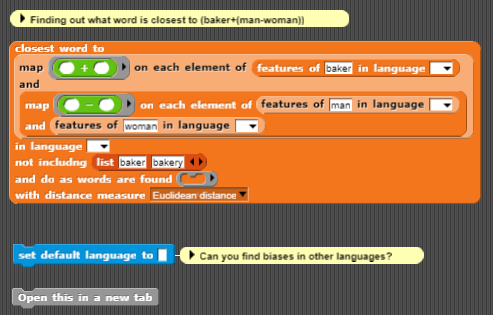 Finding out what word is closest to (baker+(man-woman))
closest word to
map + on each element of features of baker in language
and
map - on each element of features of man in language
and features of woman in language
in language
not includng list baker bakery
and do as words are found
with distance measure Euclidean distance
set default language to Can you find biases in other languages?
Open this in a new tab